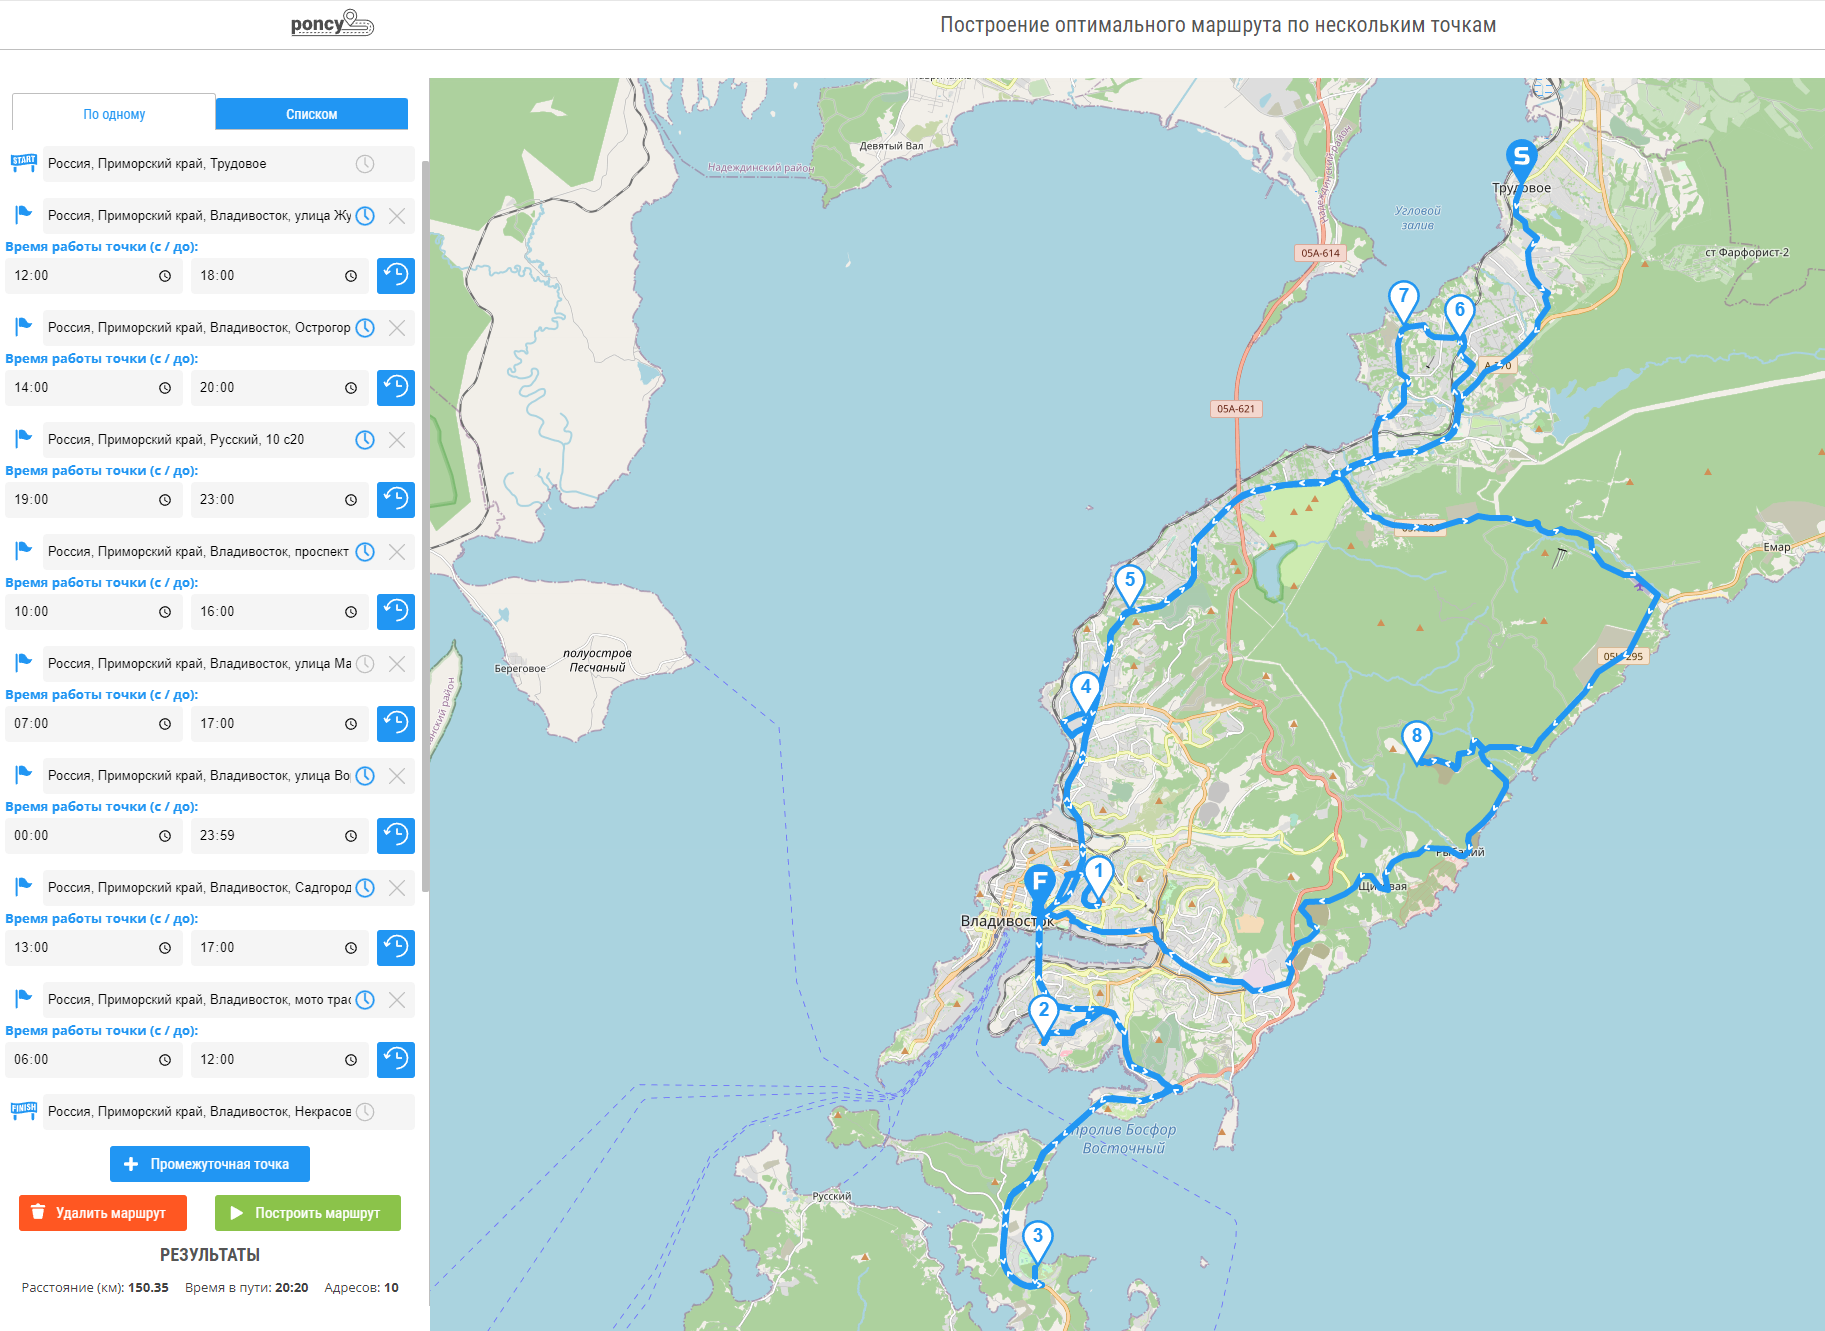 poncy
Построение оптимального маршрута по нескольким точкам
По одному
Списком
START
Россия, Приморский край, Трудовое
Россия, Приморский край, Владивосток, улица Жу
Время работы точки (с / до):
12:00 18:00
Россия, Приморский край, Владивосток, Острогор
Время работы точки (с / до):
14:00 20:00
Россия, Приморский край, Русский, 10 с20
Время работы точки (с / до):
19:00 23:00
Россия, Приморский край, Владивосток, проспект
Время работы точки (с / до):
10:00 16:00
Россия, Приморский край, Владивосток, улица Ма
Время работы точки (с / до):
07:00 17:00
Россия, Приморский край, Владивосток, улица Во
Время работы точки (с / до):
00:00 23:59
Россия, Приморский край, Владивосток, Садгород
Время работы точки (с / до):
13:00 17:00
Россия, Приморский край, Владивосток, мото трас
Время работы точки (с / до):
06:00 12:00
FINISH
Россия, Приморский край, Владивосток, Некрасов
Промежуточная точка
Удалить маршрут
Построить маршрут
РЕЗУЛЬТАТЫ
Расстояние (км): 150.35 Время в пути: 20:20 Адресов: 10
Девятый Вал
Надеждинский район
Надеждинский район
S
Трудовое
Угловой
залив
05А-614
ст Фарфорист-2
7
6
05А-621
Емар
5
полуостров
Песчаный
Береговое
4
8
Рыбачий
Щитовая
1
F
Владивосток
2
пролив Босфор
Восточный
Русский
3